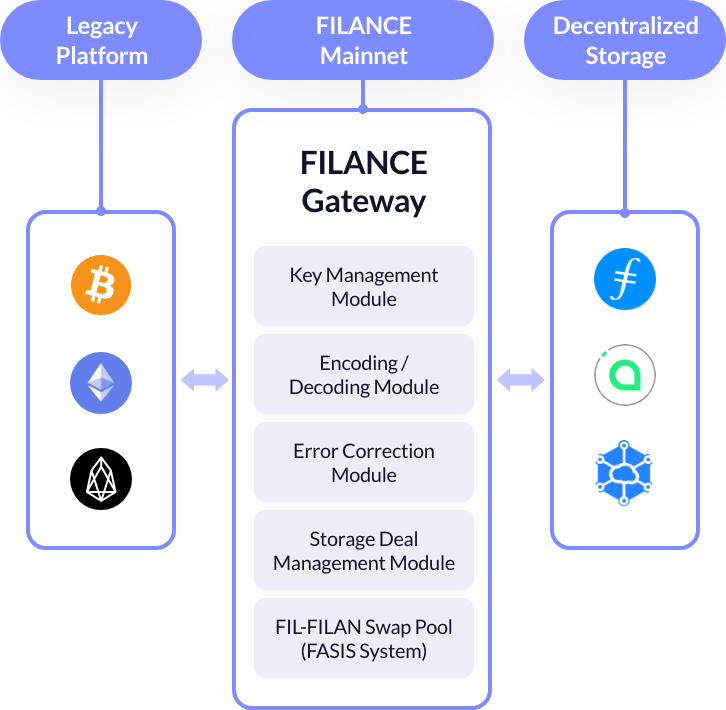 Legacy
Platform
FILANCE
Mainnet
Decentralized
Storage
FILANCE
Gateway
Key Management
Module
Encoding /
Decoding Module
Error Correction
Module
Storage Deal
Management Module
FIL-FILAN Swap Pool
(FASIS System)